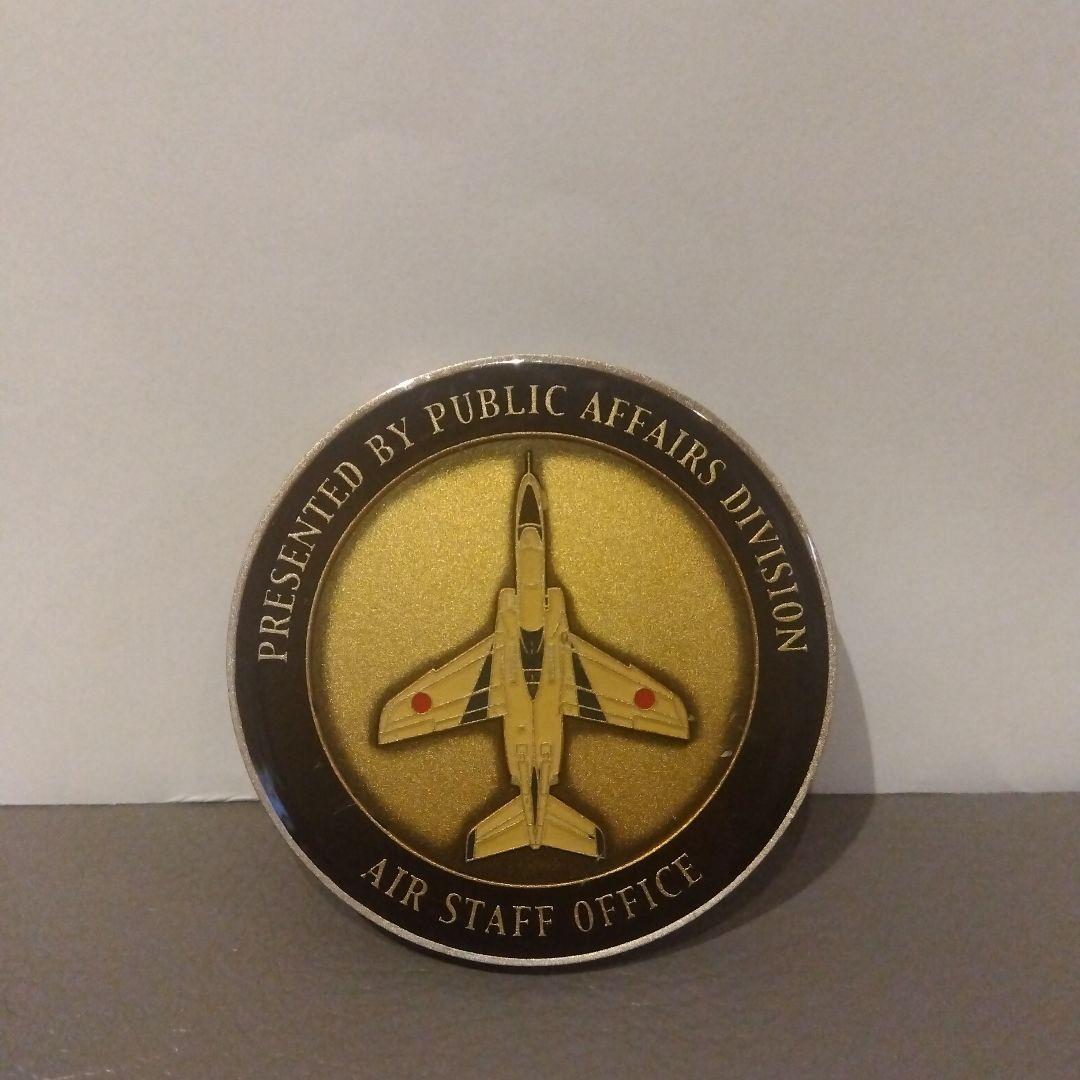 PRESENTED BY PUBLIC AFFAIRS DIVISION
AIR STAFF OFFICE